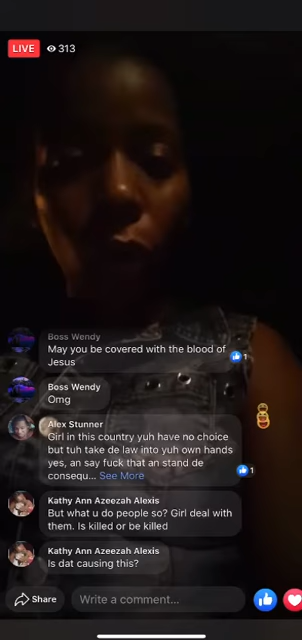 LIVE 313
Boss Wendy
May you be covered with the blood of
Jesus
1
Boss Wendy
Omg
Alex Stunner
Girl in this country yuh have no choice
but tuh take de law into yuh own hands
yes, an say fuck that an stand de
consequ... See More
1
Kathy Ann Azeezah Alexis
But what u do people so? Girl deal with
them. Is killed or be killed
Kathy Ann Azeezah Alexis
Is dat causing this?
Share
Write a comment...